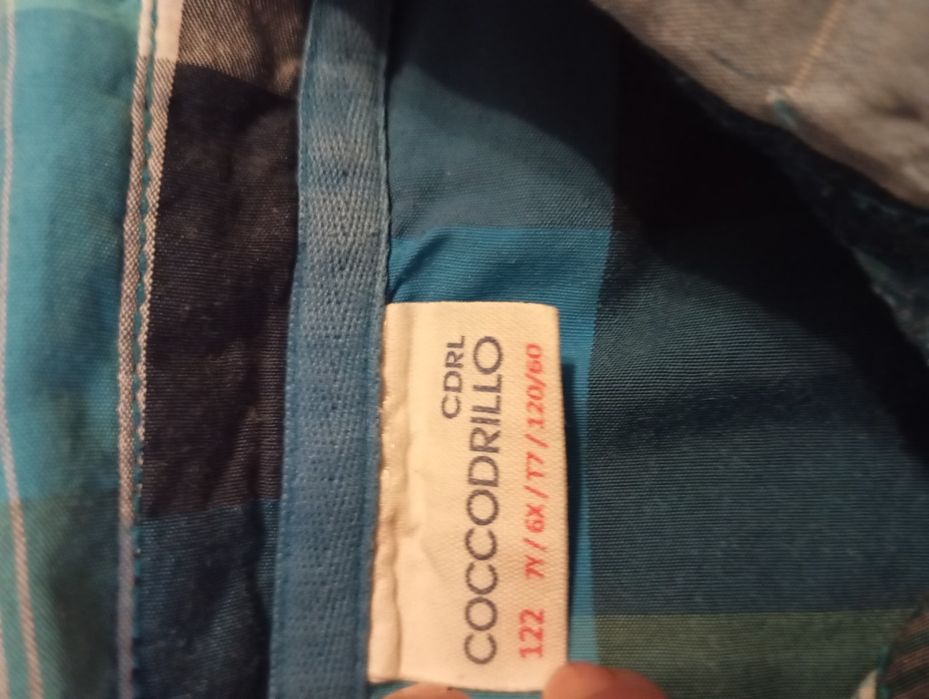 CDRL
COCCODRILLO
122 7Y / 6X / T7 / 120/60